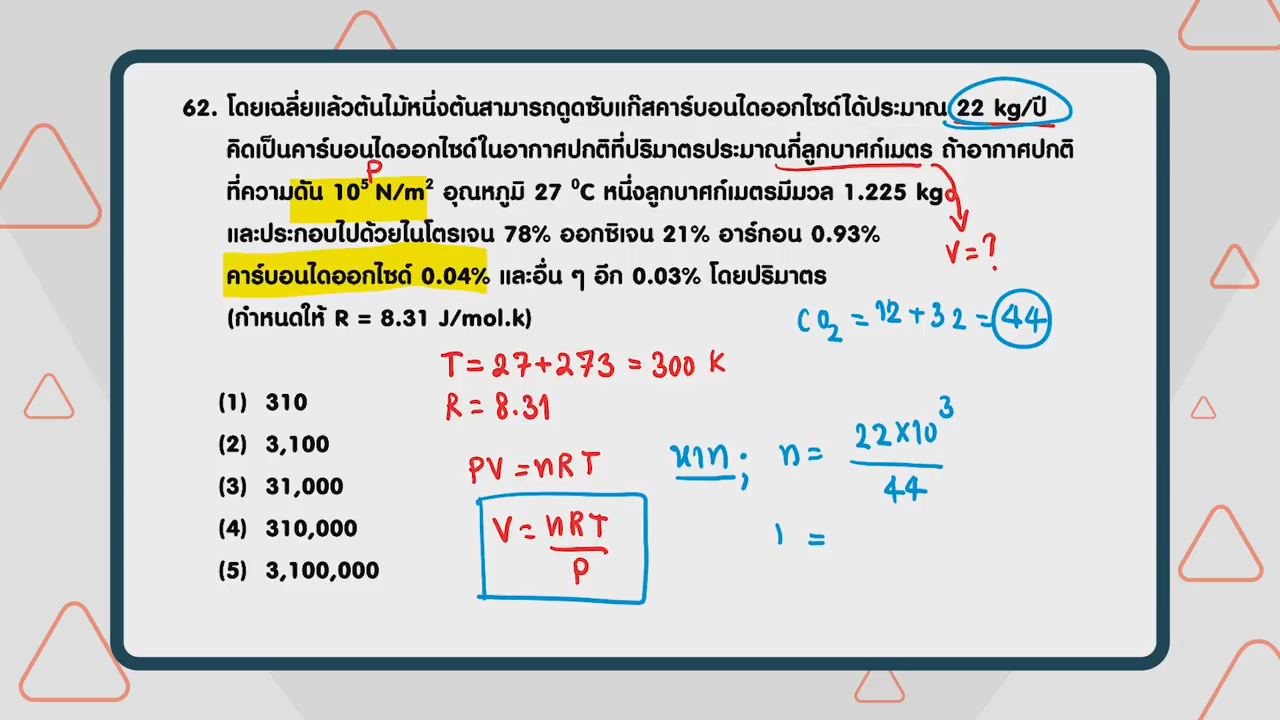 62. โดยเฉลี่ยแล้วต้นไม้หนึ่งต้นสามารถดูดซับแก๊สคาร์บอนไดออกไซด์ได้ประมาณ 22 kg/ปี
คิดเป็นคาร์บอนไดออกไซด์ในอากาศปกติที่ปริมาตรประมาณกี่ลูกบาศก์เมตร ถ้าอากาศปกติ
P
ที่ความดัน 10⁵ N/m² อุณหภูมิ 27 ⁰C หนึ่งลูกบาศก์เมตรมีมวล 1.225 kg
และประกอบไปด้วยไนโตรเจน 78% ออกซิเจน 21% อาร์กอน 0.93%
V = ?
คาร์บอนไดออกไซด์ 0.04% และอื่น ๆ อีก 0.03% โดยปริมาตร
(กำหนดให้ R = 8.31 J/mol.k)
CO₂ = 12 + 32 = 44
T = 27 + 273 = 300 K
R = 8.31
(1) 310
(2) 3,100
(3) 31,000
(4) 310,000
(5) 3,100,000
PV = nRT
V = nRT
P
หาn ; n = 22×10³
44
1 =